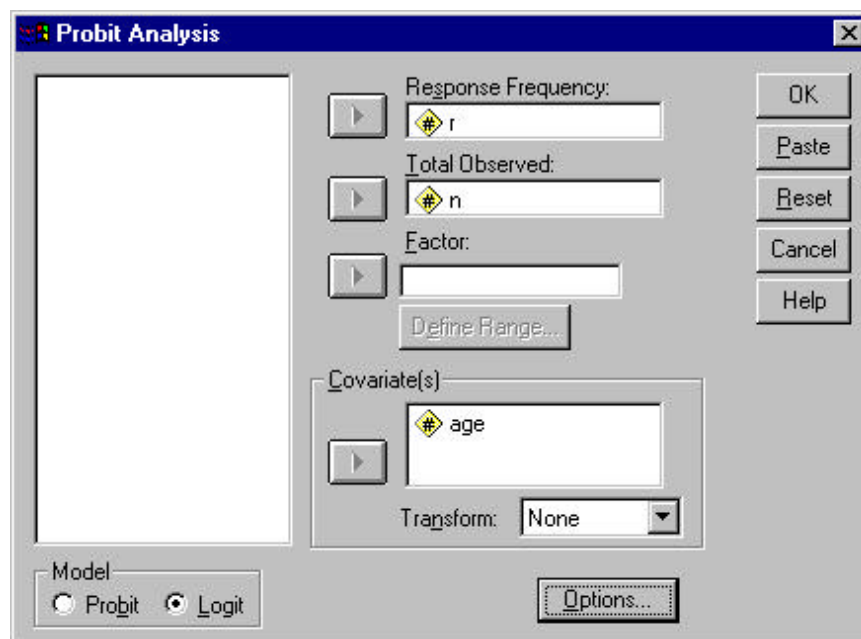 Probit Analysis
Response Frequency:
# r
Total Observed:
# n
Factor:
Define Range...
Covariate(s)
# age
Transform: None
Model
Probit Logit
Options...
OK
Paste
Reset
Cancel
Help